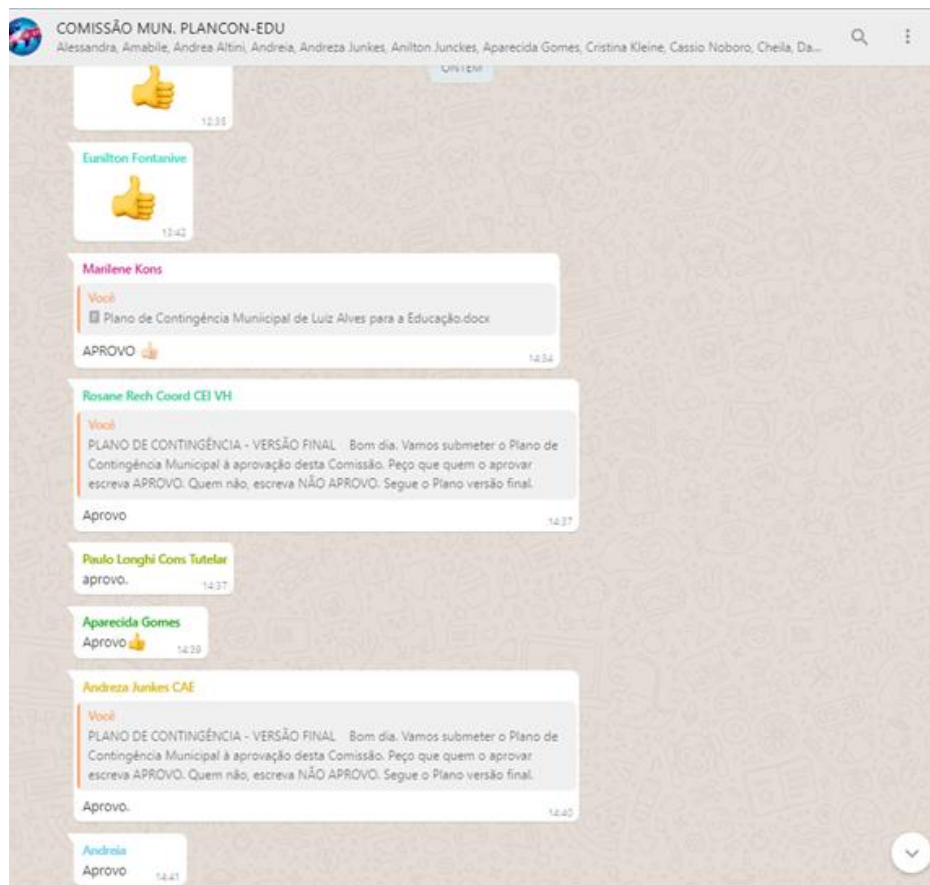 COMISSÃO MUN. PLANCON-EDU
Alessandra, Amabile, Andrea Altini, Andreia, Andreza Junkes, Anilton Junckes, Aparecida Gomes, Cristina Kleine, Cassio Noboro, Cheila, Da...
ONTEM
12:35
Eunilton Fontanive
13:42
Marilene Kons
Você
Plano de Contingência Muniicipal de Luiz Alves para a Educação.docx
APROVO 👍🏻
14:34
Rosane Rech Coord CEI VH
Você
PLANO DE CONTINGÊNCIA - VERSÃO FINAL Bom dia. Vamos submeter o Plano de
Contingência Municipal à aprovação desta Comissão. Peço que quem o aprovar
escreva APROVO. Quem não, escreva NÃO APROVO. Segue o Plano versão final.
Aprovo
14:37
Paulo Longhi Cons Tutelar
aprovo.
14:37
Aparecida Gomes
Aprovo👍
14:39
Andreza Junkes CAE
Você
PLANO DE CONTINGÊNCIA - VERSÃO FINAL Bom dia. Vamos submeter o Plano de
Contingência Municipal à aprovação desta Comissão. Peço que quem o aprovar
escreva APROVO. Quem não, escreva NÃO APROVO. Segue o Plano versão final.
Aprovo.
14:40
Andreia
Aprovo
14:41